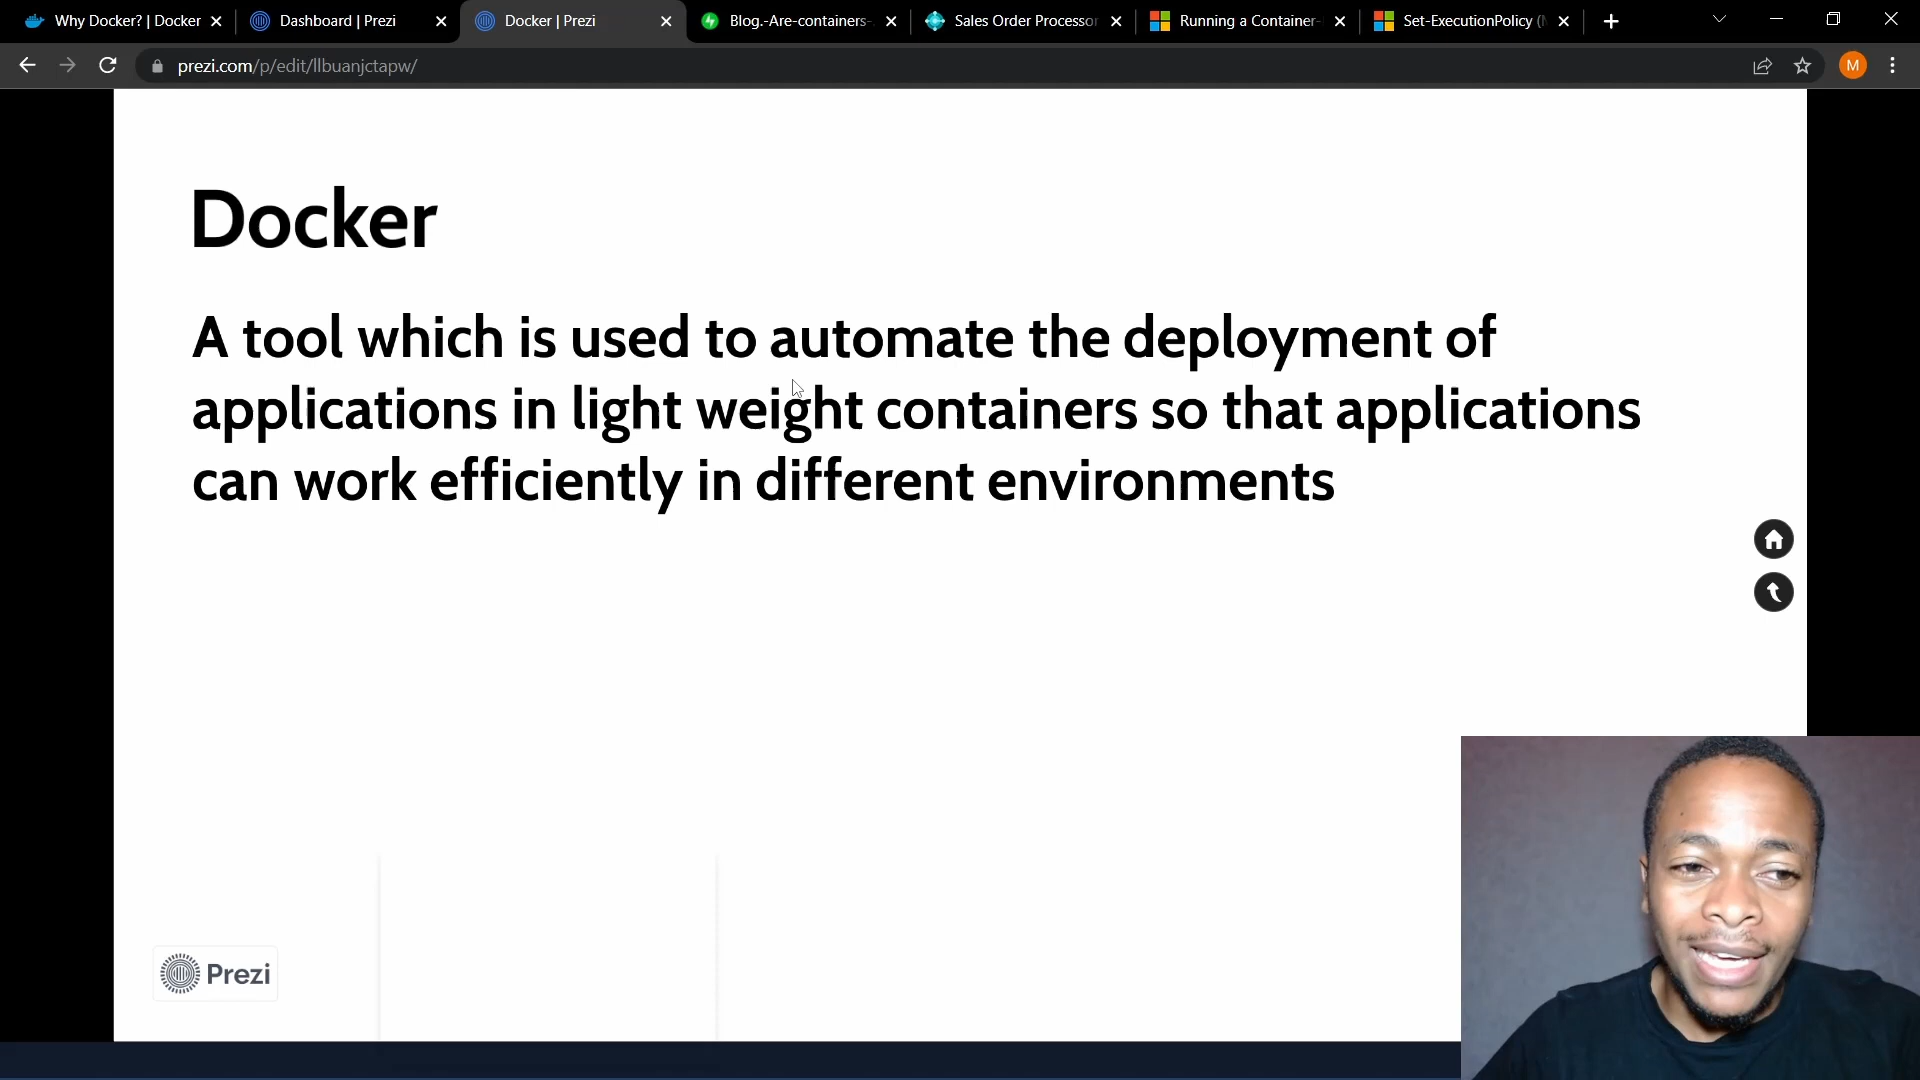 Why Docker? | Docker
Dashboard | Prezi
Docker | Prezi
Blog.-Are-containers-
Sales Order Processor
Running a Container-
Set-ExecutionPolicy (
prezi.com/p/edit/llbuanjctapw/
M
Docker
A tool which is used to automate the deployment of
applications in light weight containers so that applications
can work efficiently in different environments
Prezi